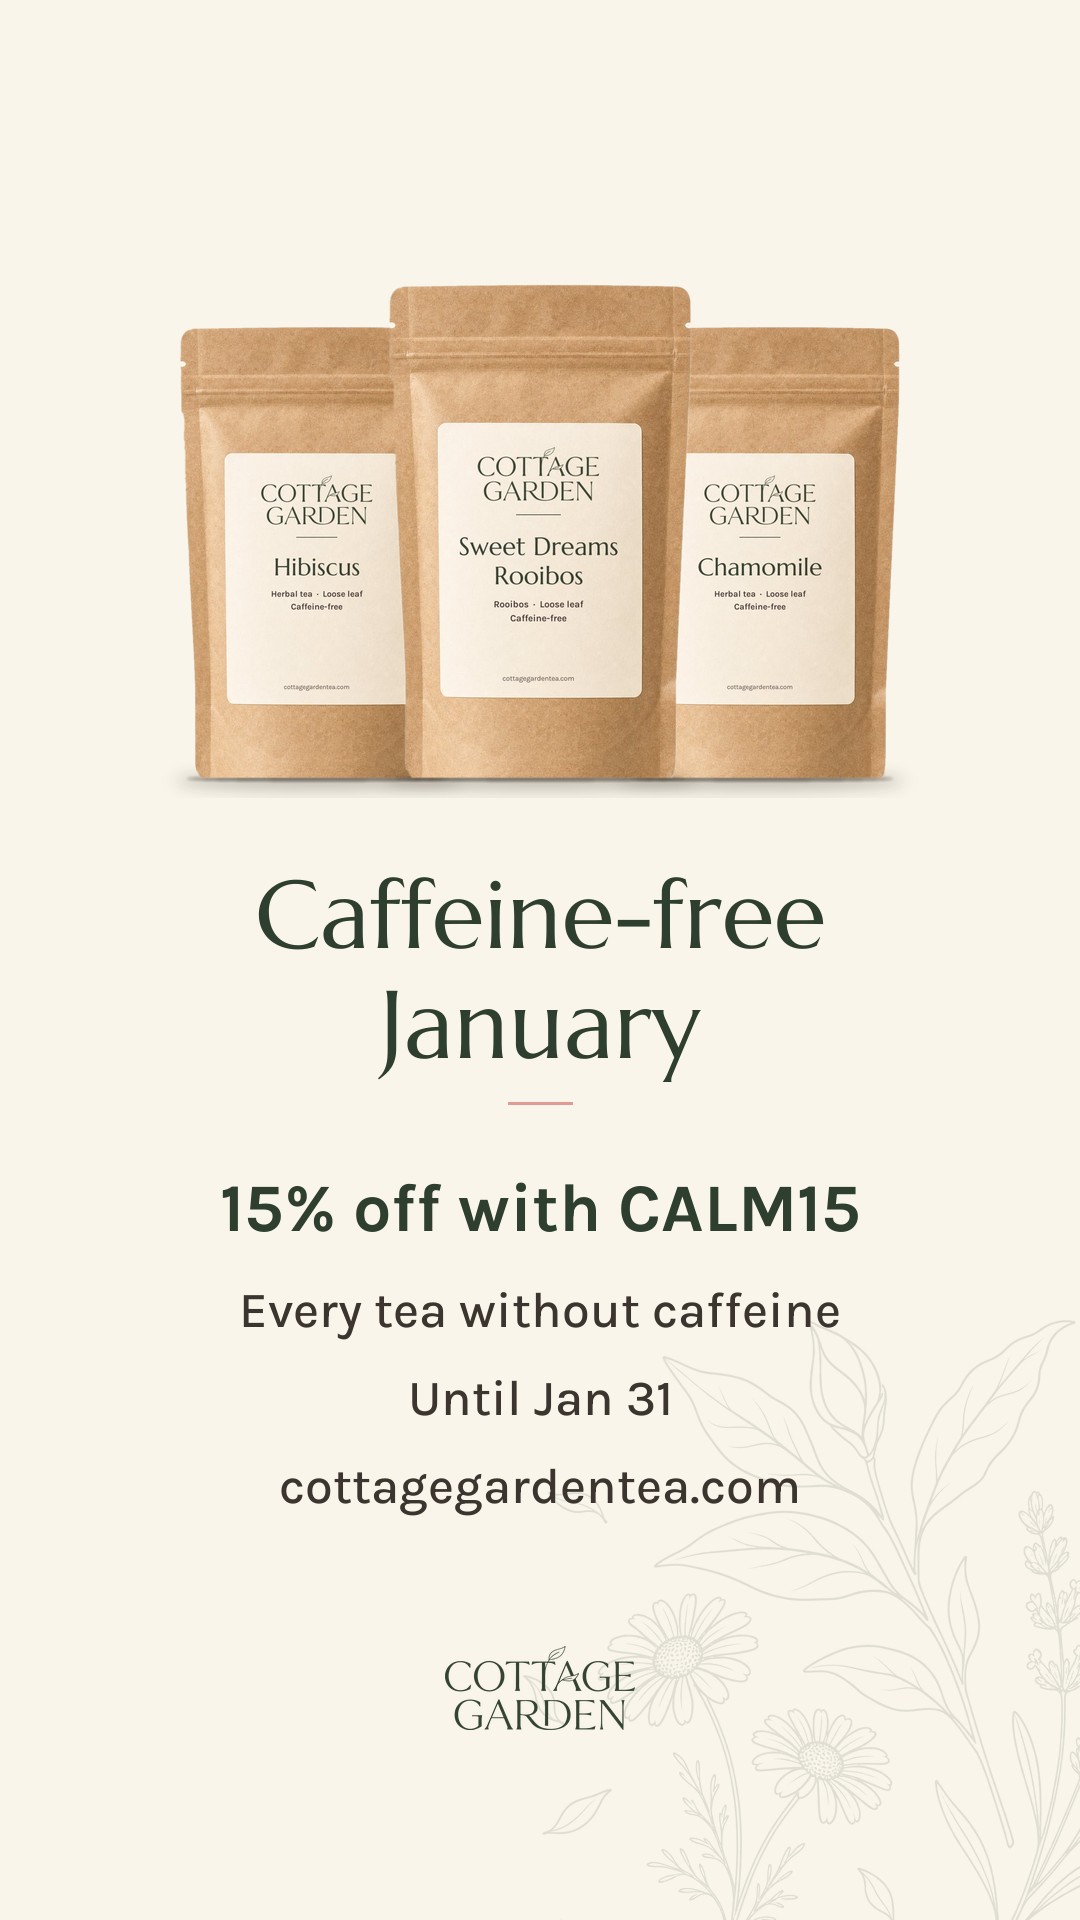 COTTAGE
GARDEN
Hibiscus
Herbal tea · Loose leaf
Caffeine-free
cottagegardentea.com
COTTAGE
GARDEN
Sweet Dreams
Rooibos
Rooibos · Loose leaf
Caffeine-free
cottagegardentea.com
COTTAGE
GARDEN
Chamomile
Herbal tea · Loose leaf
Caffeine-free
cottagegardentea.com
Caffeine-free
January
15% off with CALM15
Every tea without caffeine
Until Jan 31
cottagegardentea.com
COTTAGE
GARDEN